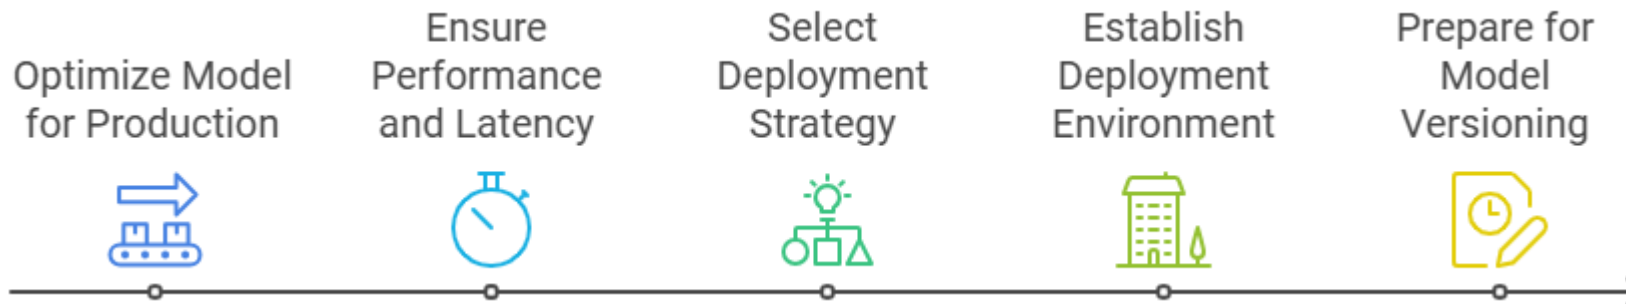 Optimize Model
for Production
Ensure
Performance
and Latency
Select
Deployment
Strategy
Establish
Deployment
Environment
Prepare for
Model
Versioning